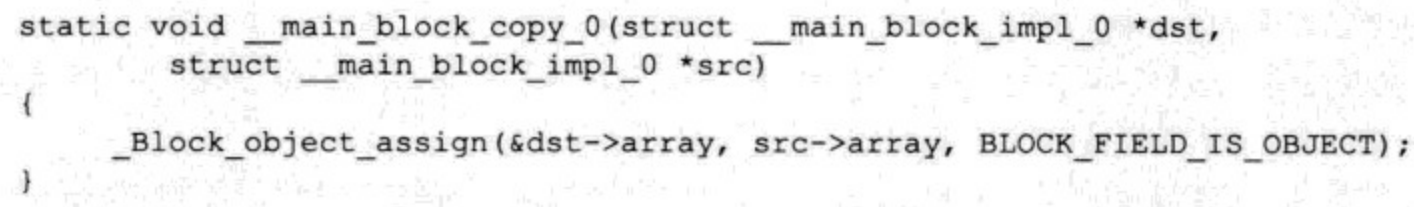 static void __main_block_copy_0(struct __main_block_impl_0 *dst,
        struct __main_block_impl_0 *src)
{
    _Block_object_assign(&dst->array, src->array, BLOCK_FIELD_IS_OBJECT);
}